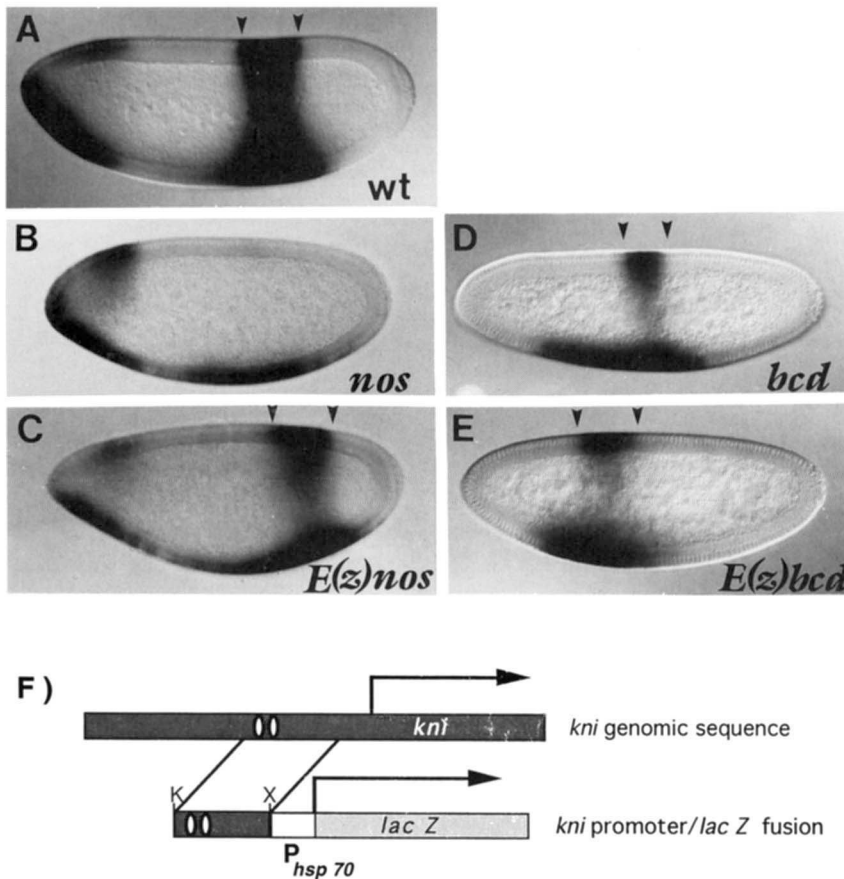 A
wt
B
nos
D
bcd
C
E(z)nos
E
E(z)bcd
F)
kni
kni genomic sequence
K
X
lac Z
kni promoter/lac Z fusion
P hsp 70